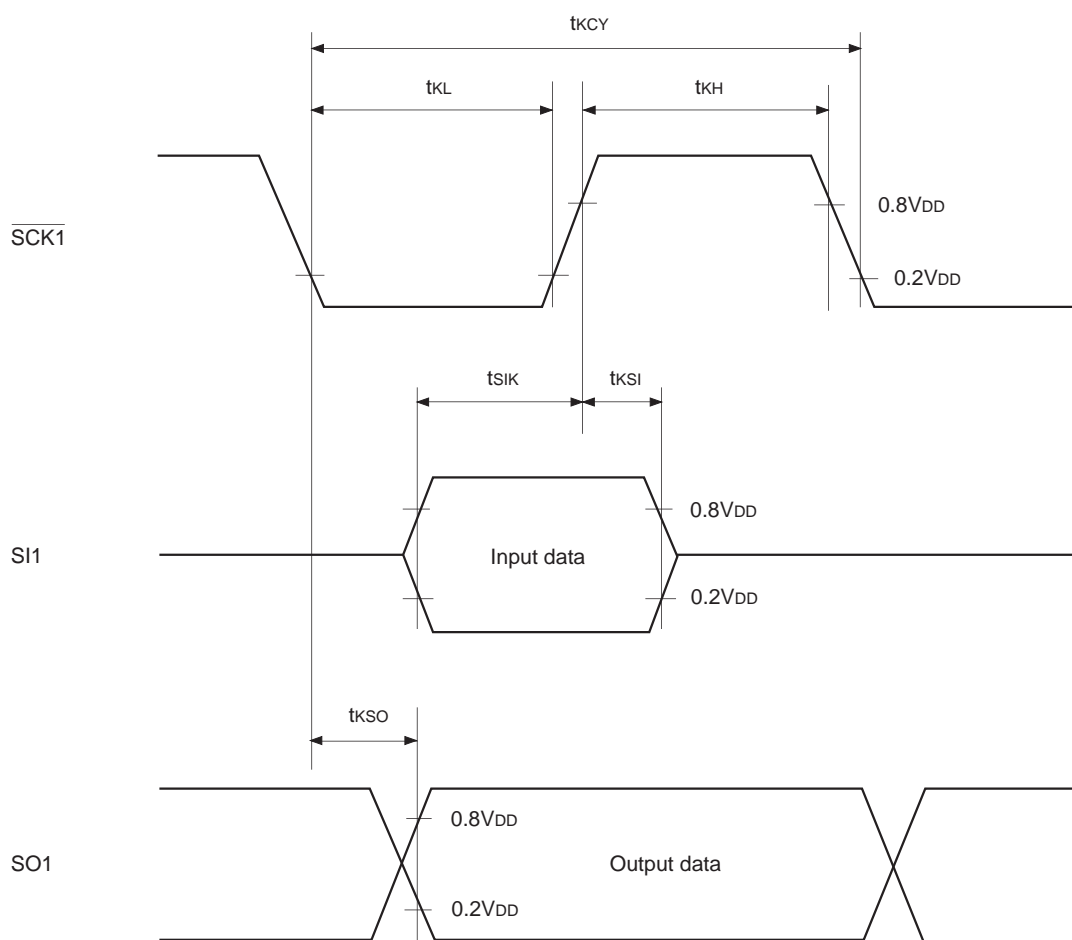 tKCY
tKL tKH
SCK1
0.8VDD
0.2VDD
tSIK tKSI
SI1
0.8VDD
Input data
0.2VDD
tKSO
SO1
0.8VDD
Output data
0.2VDD